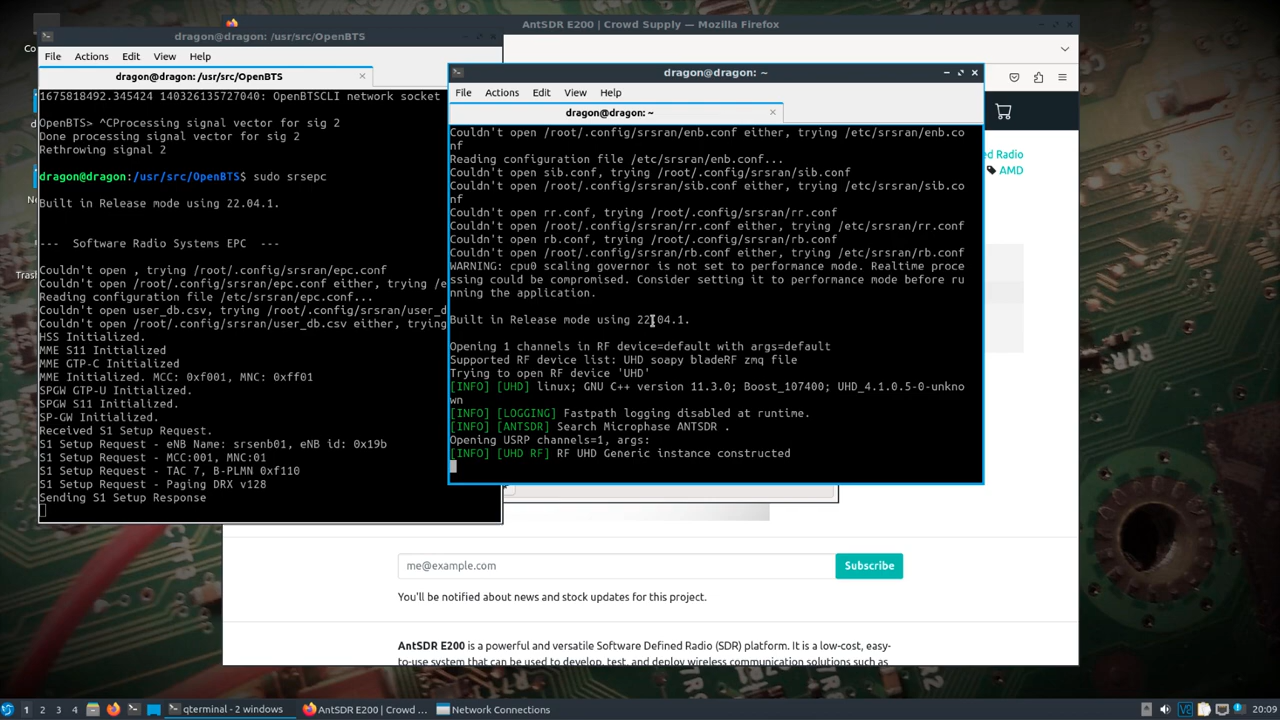 AntSDR E200 | Crowd Supply — Mozilla Firefox
dragon@dragon: /usr/src/OpenBTS
File Actions Edit View Help
dragon@dragon: /usr/src/OpenBTS
1675818492.345424 140326135727040: OpenBTSCLI network socket
OpenBTS> ^CProcessing signal vector for sig 2
Done processing signal vector for sig 2
Rethrowing signal 2
dragon@dragon:/usr/src/OpenBTS$ sudo srsepc
Built in Release mode using 22.04.1.
--- Software Radio Systems EPC ---
Couldn't open , trying /root/.config/srsran/epc.conf
Couldn't open /root/.config/srsran/epc.conf either, trying /e
Reading configuration file /etc/srsran/epc.conf...
Couldn't open user_db.csv, trying /root/.config/srsran/user_d
Couldn't open /root/.config/srsran/user_db.csv either, trying
HSS Initialized.
MME S11 Initialized
MME GTP-C Initialized
MME Initialized. MCC: 0xf001, MNC: 0xff01
SPGW GTP-U Initialized.
SPGW S11 Initialized.
SP-GW Initialized.
Received S1 Setup Request.
S1 Setup Request - eNB Name: srsenb01, eNB id: 0x19b
S1 Setup Request - MCC:001, MNC:01
S1 Setup Request - TAC 7, B-PLMN 0xf110
S1 Setup Request - Paging DRX v128
Sending S1 Setup Response
dragon@dragon: ~
File Actions Edit View Help
dragon@dragon: ~
Couldn't open /root/.config/srsran/enb.conf either, trying /etc/srsran/enb.co
nf
Reading configuration file /etc/srsran/enb.conf...
Couldn't open sib.conf, trying /root/.config/srsran/sib.conf
Couldn't open /root/.config/srsran/sib.conf either, trying /etc/srsran/sib.co
nf
Couldn't open rr.conf, trying /root/.config/srsran/rr.conf
Couldn't open /root/.config/srsran/rr.conf either, trying /etc/srsran/rr.conf
Couldn't open rb.conf, trying /root/.config/srsran/rb.conf
Couldn't open /root/.config/srsran/rb.conf either, trying /etc/srsran/rb.conf
WARNING: cpu0 scaling governor is not set to performance mode. Realtime proce
ssing could be compromised. Consider setting it to performance mode before ru
nning the application.
Built in Release mode using 22.04.1.
Opening 1 channels in RF device=default with args=default
Supported RF device list: UHD soapy bladeRF zmq file
Trying to open RF device 'UHD'
[INFO] [UHD] linux; GNU C++ version 11.3.0; Boost_107400; UHD_4.1.0.5-0-unkno
wn
[INFO] [LOGGING] Fastpath logging disabled at runtime.
[INFO] [ANTSDR] Search Microphase ANTSDR .
Opening USRP channels=1, args:
[INFO] [UHD RF] RF UHD Generic instance constructed
ed Radio
AMD
me@example.com
Subscribe
You'll be notified about news and stock updates for this project.
AntSDR E200 is a powerful and versatile Software Defined Radio (SDR) platform. It is a low-cost, easy-
to-use system that can be used to develop, test, and deploy wireless communication solutions such as
1 2 3 4 qterminal - 2 windows AntSDR E200 | Crowd ... Network Connections 20:09